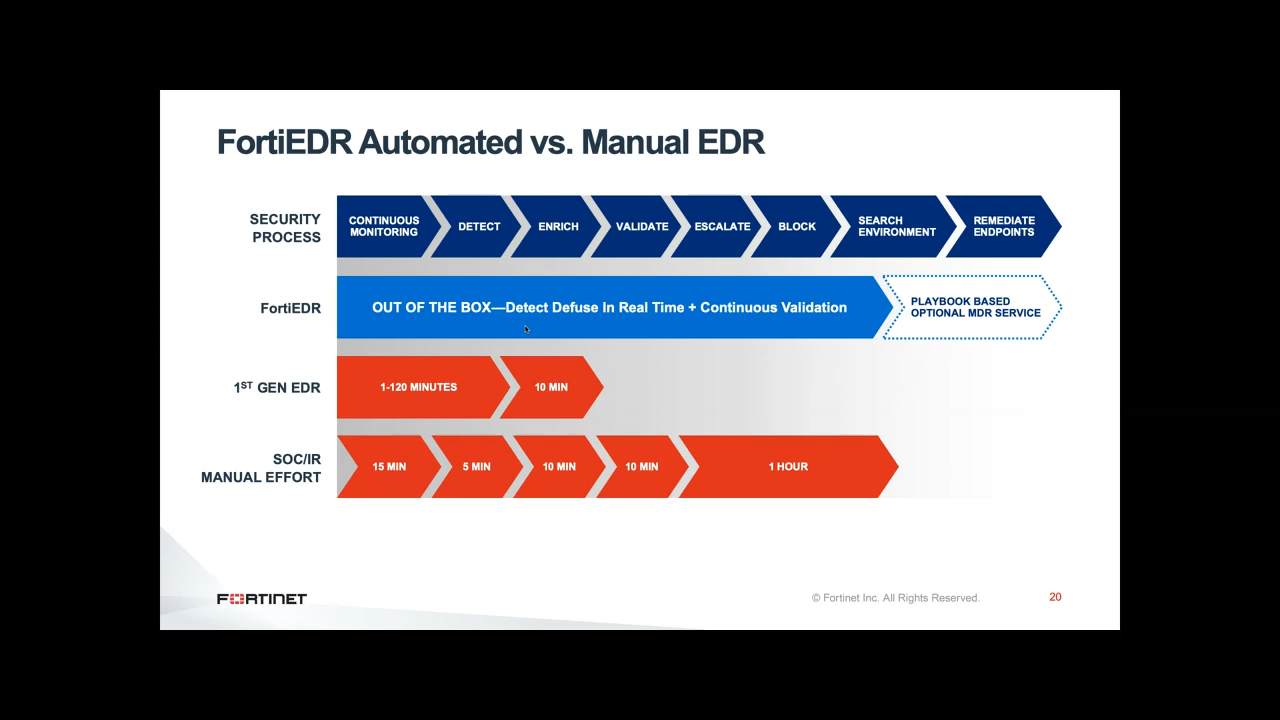 FortiEDR Automated vs. Manual EDR
SECURITY
PROCESS
CONTINUOUS
MONITORING
DETECT
ENRICH
VALIDATE
ESCALATE
BLOCK
SEARCH
ENVIRONMENT
REMEDIATE
ENDPOINTS
FortiEDR
OUT OF THE BOX—Detect Defuse In Real Time + Continuous Validation
PLAYBOOK BASED
OPTIONAL MDR SERVICE
1ST GEN EDR
1-120 MINUTES
10 MIN
SOC/IR
MANUAL EFFORT
15 MIN
5 MIN
10 MIN
10 MIN
1 HOUR
FORTINET
© Fortinet Inc. All Rights Reserved.
20